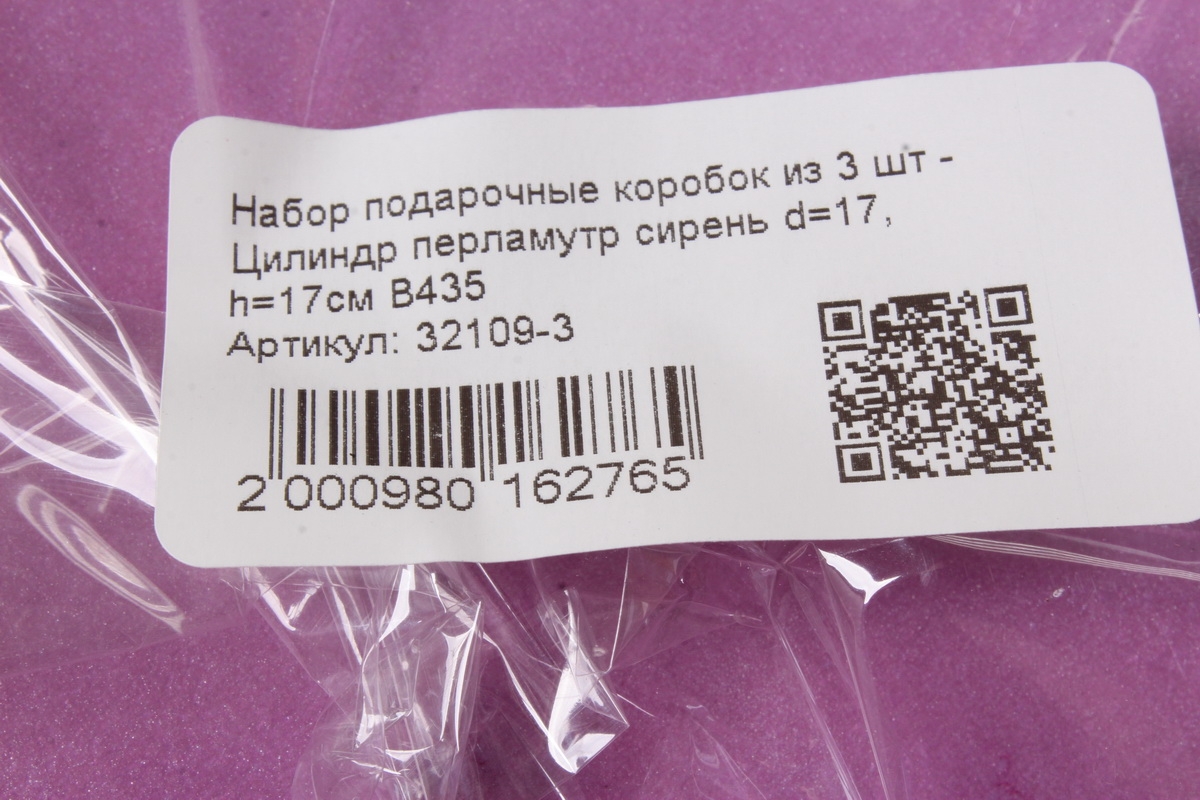 Набор подарочные коробок из 3 шт -
Цилиндр перламутр сирень d=17,
h=17см B435
Артикул: 32109-3
2 000980 162765